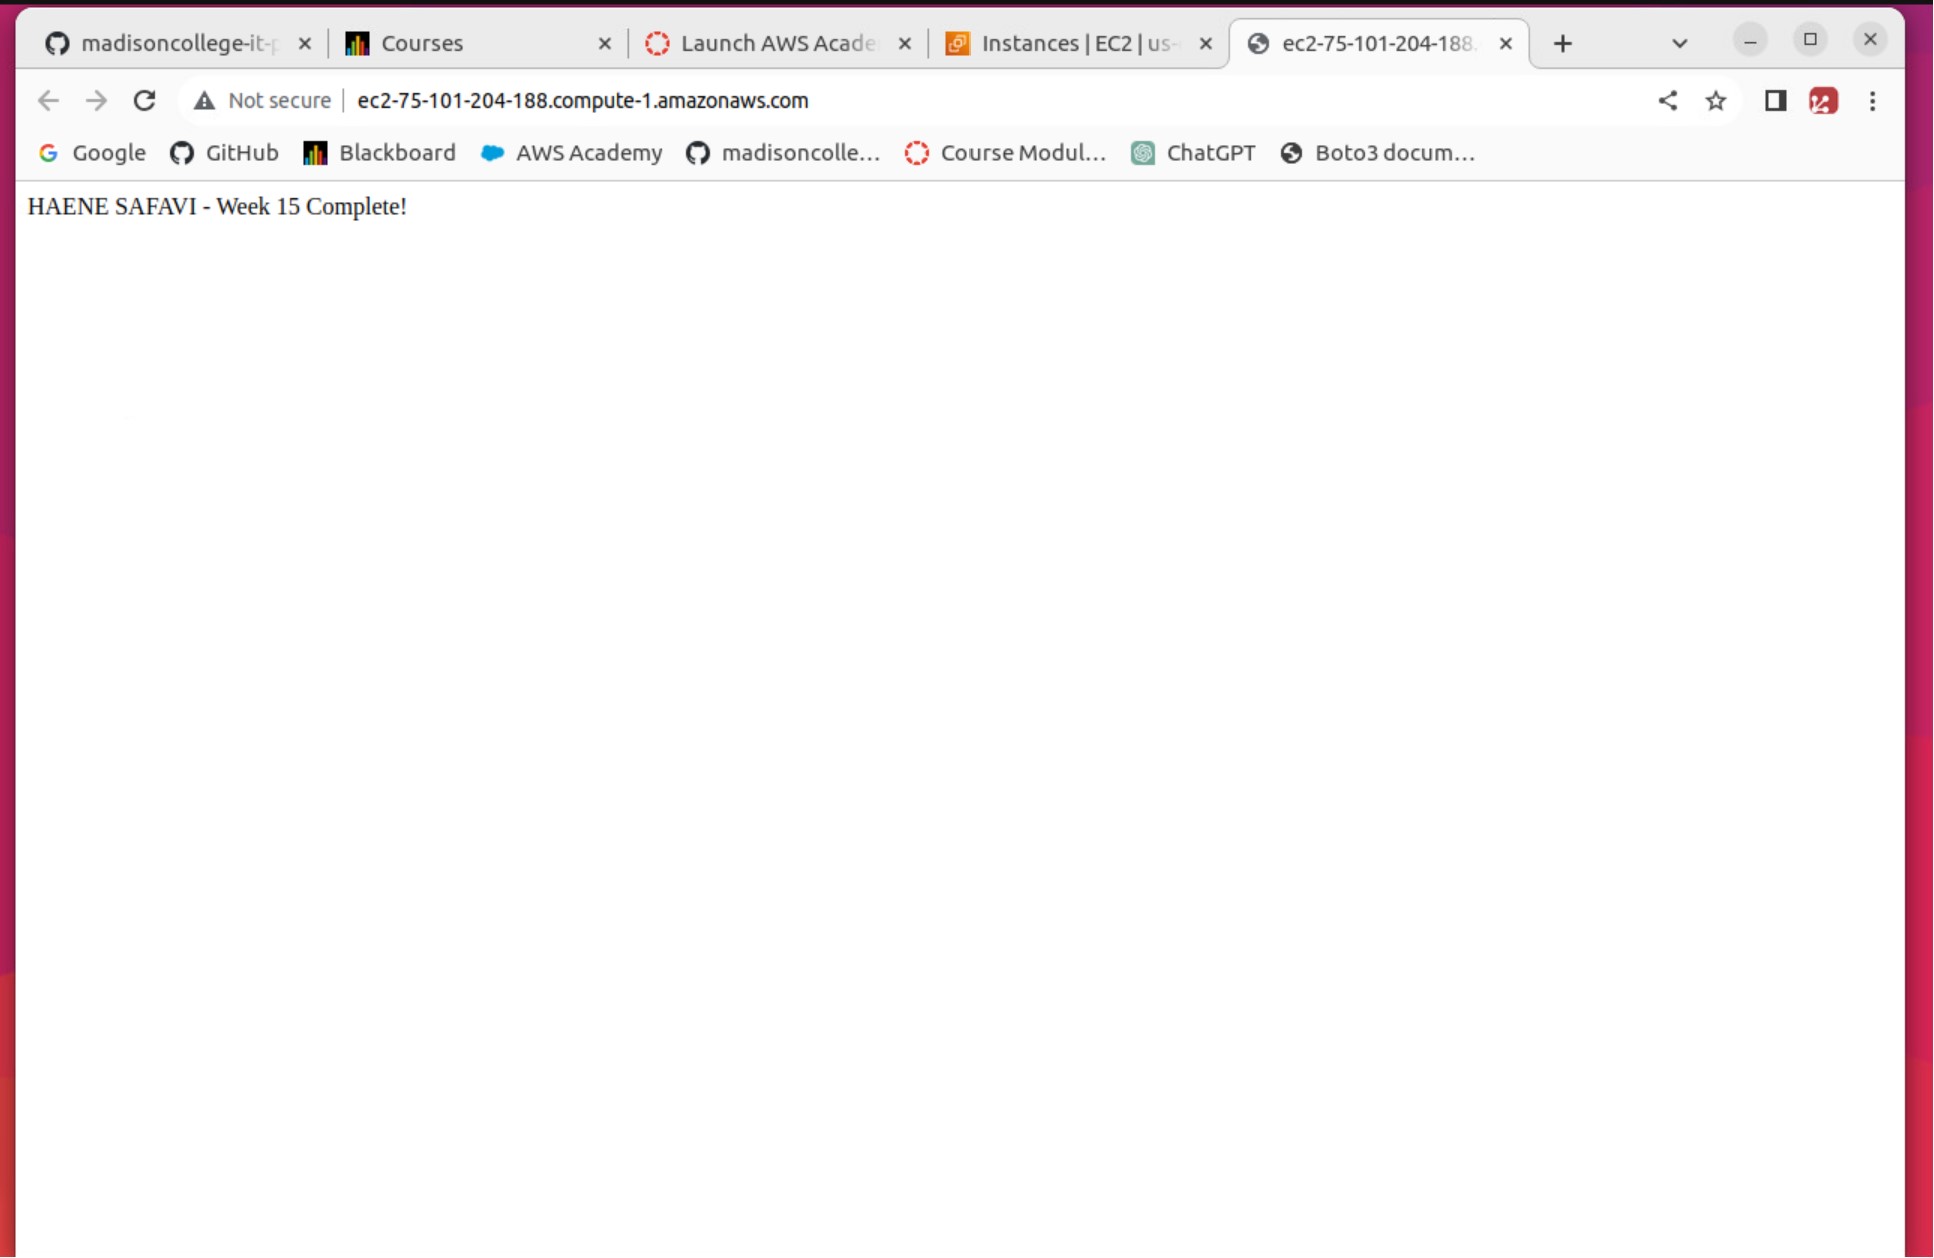 madisoncollege-it-p
Courses
Launch AWS Acade
Instances | EC2 | us-
ec2-75-101-204-188.
Not secure
ec2-75-101-204-188.compute-1.amazonaws.com
Google
GitHub
Blackboard
AWS Academy
madisoncolle...
Course Modul...
ChatGPT
Boto3 docum...
HAENE SAFAVI - Week 15 Complete!